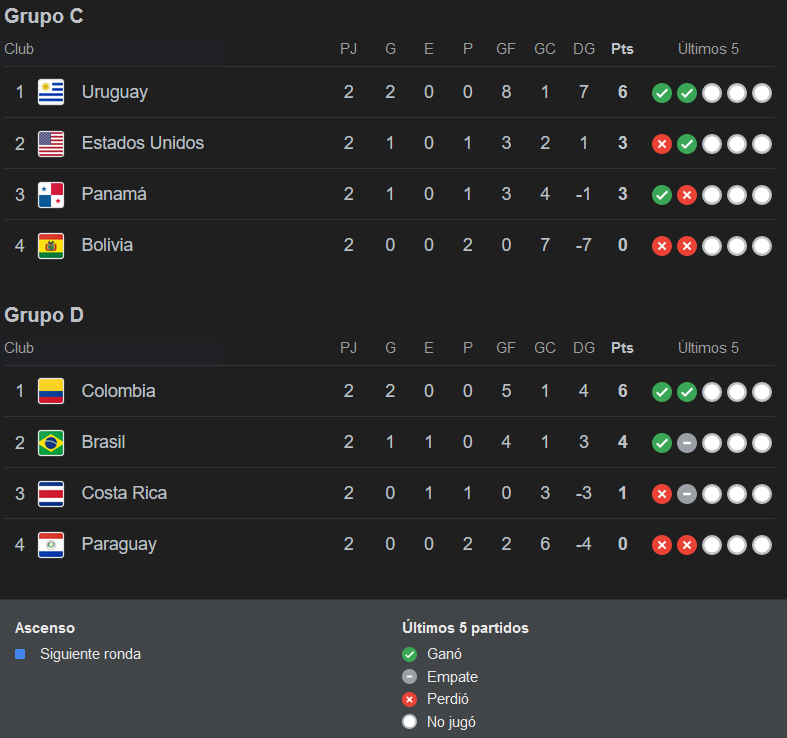 Grupo C
Club PJ G E P GF GC DG Pts Últimos 5
1 Uruguay 2 2 0 0 8 1 7 6
2 Estados Unidos 2 1 0 1 3 2 1 3
3 Panamá 2 1 0 1 3 4 -1 3
4 Bolivia 2 0 0 2 0 7 -7 0
Grupo D
Club PJ G E P GF GC DG Pts Últimos 5
1 Colombia 2 2 0 0 5 1 4 6
2 Brasil 2 1 1 0 4 1 3 4
3 Costa Rica 2 0 1 1 0 3 -3 1
4 Paraguay 2 0 0 2 2 6 -4 0
Ascenso
Siguiente ronda
Últimos 5 partidos
Ganó
Empate
Perdió
No jugó